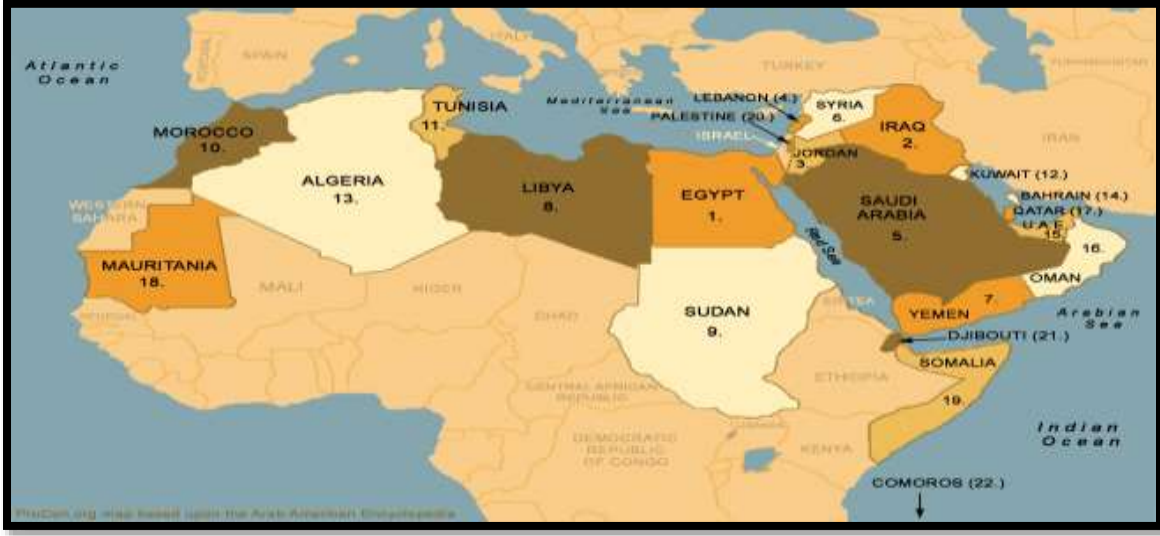 Atlantic
Ocean
PORTUGAL
SPAIN
ITALY
TURKEY
TURKMENISTAN
Mediterranean
Sea
LEBANON (4.)
PALESTINE (20.)
ISRAEL
SYRIA
6.
IRAQ
2.
IRAN
JORDAN
3.
TUNISIA
11.
MOROCCO
10.
ALGERIA
13.
LIBYA
8.
EGYPT
1.
SAUDI
ARABIA
5.
KUWAIT (12.)
BAHRAIN (14.)
QATAR (17.)
U A E
15.
16.
OMAN
WESTERN
SAHARA
MAURITANIA
18.
MALI
NIGER
CHAD
SUDAN
9.
Red Sea
ERITREA
7.
YEMEN
Arabian
Sea
DJIBOUTI (21.)
SENEGAL
SOMALIA
19.
ETHIOPIA
CENTRAL AFRICAN
REPUBLIC
DEMOCRATIC
REPUBLIC
OF CONGO
KENYA
Indian
Ocean
COMOROS (22.)
ProCon.org map based upon the Arab American Encyclopedia